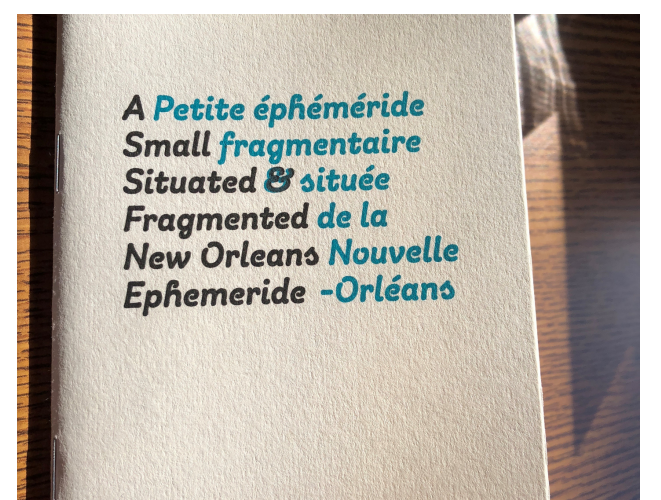 A Petite éphéméride
Small fragmentaire
Situated & située
Fragmented de la
New Orleans Nouvelle
Ephemeride -Orléans